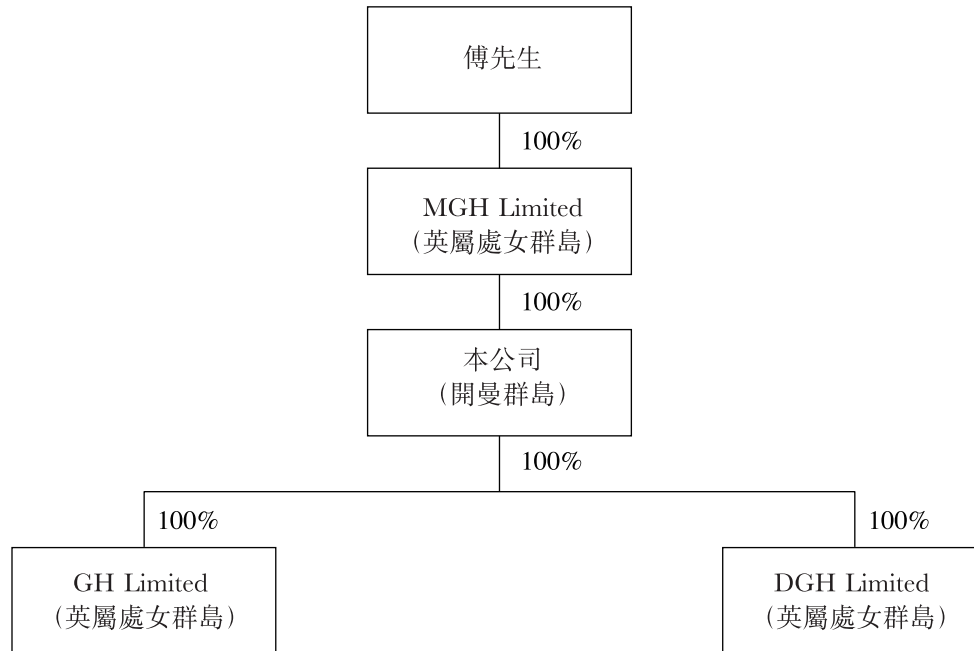 傅先生
100%
MGH Limited
（英屬處女群島）
100%
本公司
（開曼群島）
100%
100%
100%
GH Limited
（英屬處女群島）
DGH Limited
（英屬處女群島）